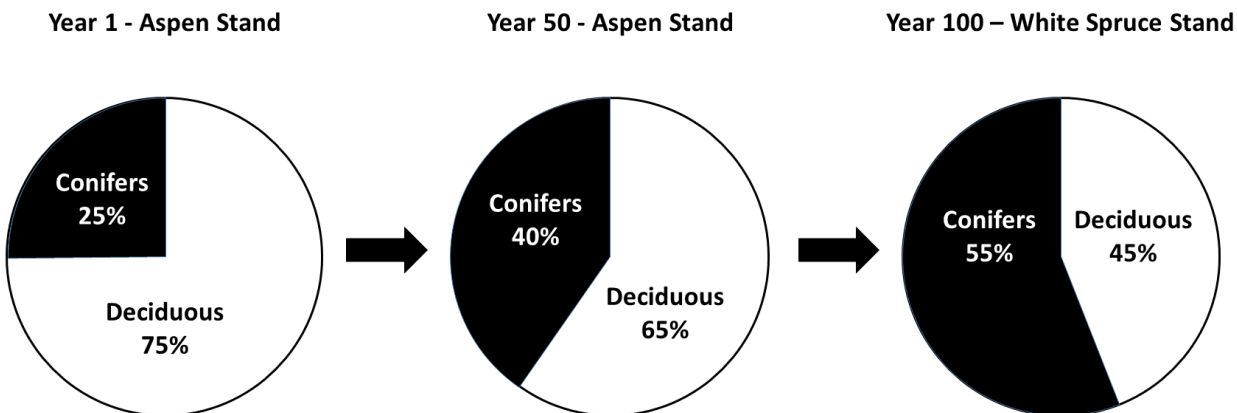 Year 1 - Aspen Stand
Year 50 - Aspen Stand
Year 100 – White Spruce Stand
Conifers
25%
Deciduous
75%
Conifers
40%
Deciduous
65%
Conifers
55%
Deciduous
45%